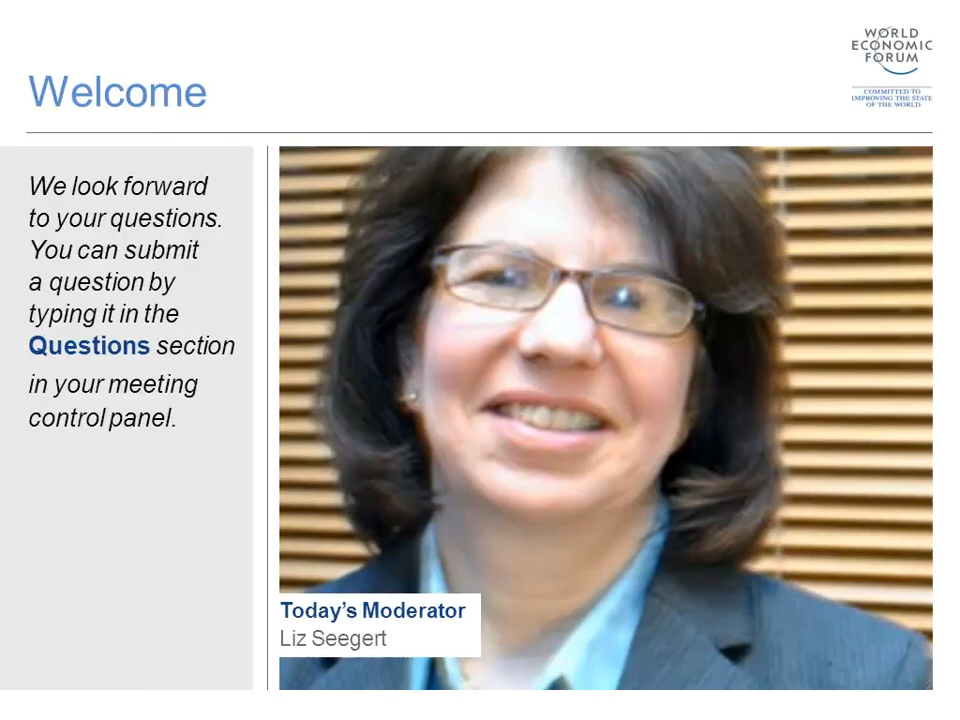 WORLD
ECONOMIC
FORUM
COMMITTED TO
IMPROVING THE STATE
OF THE WORLD
Welcome
We look forward
to your questions.
You can submit
a question by
typing it in the
Questions section
in your meeting
control panel.
Today's Moderator
Liz Seegert